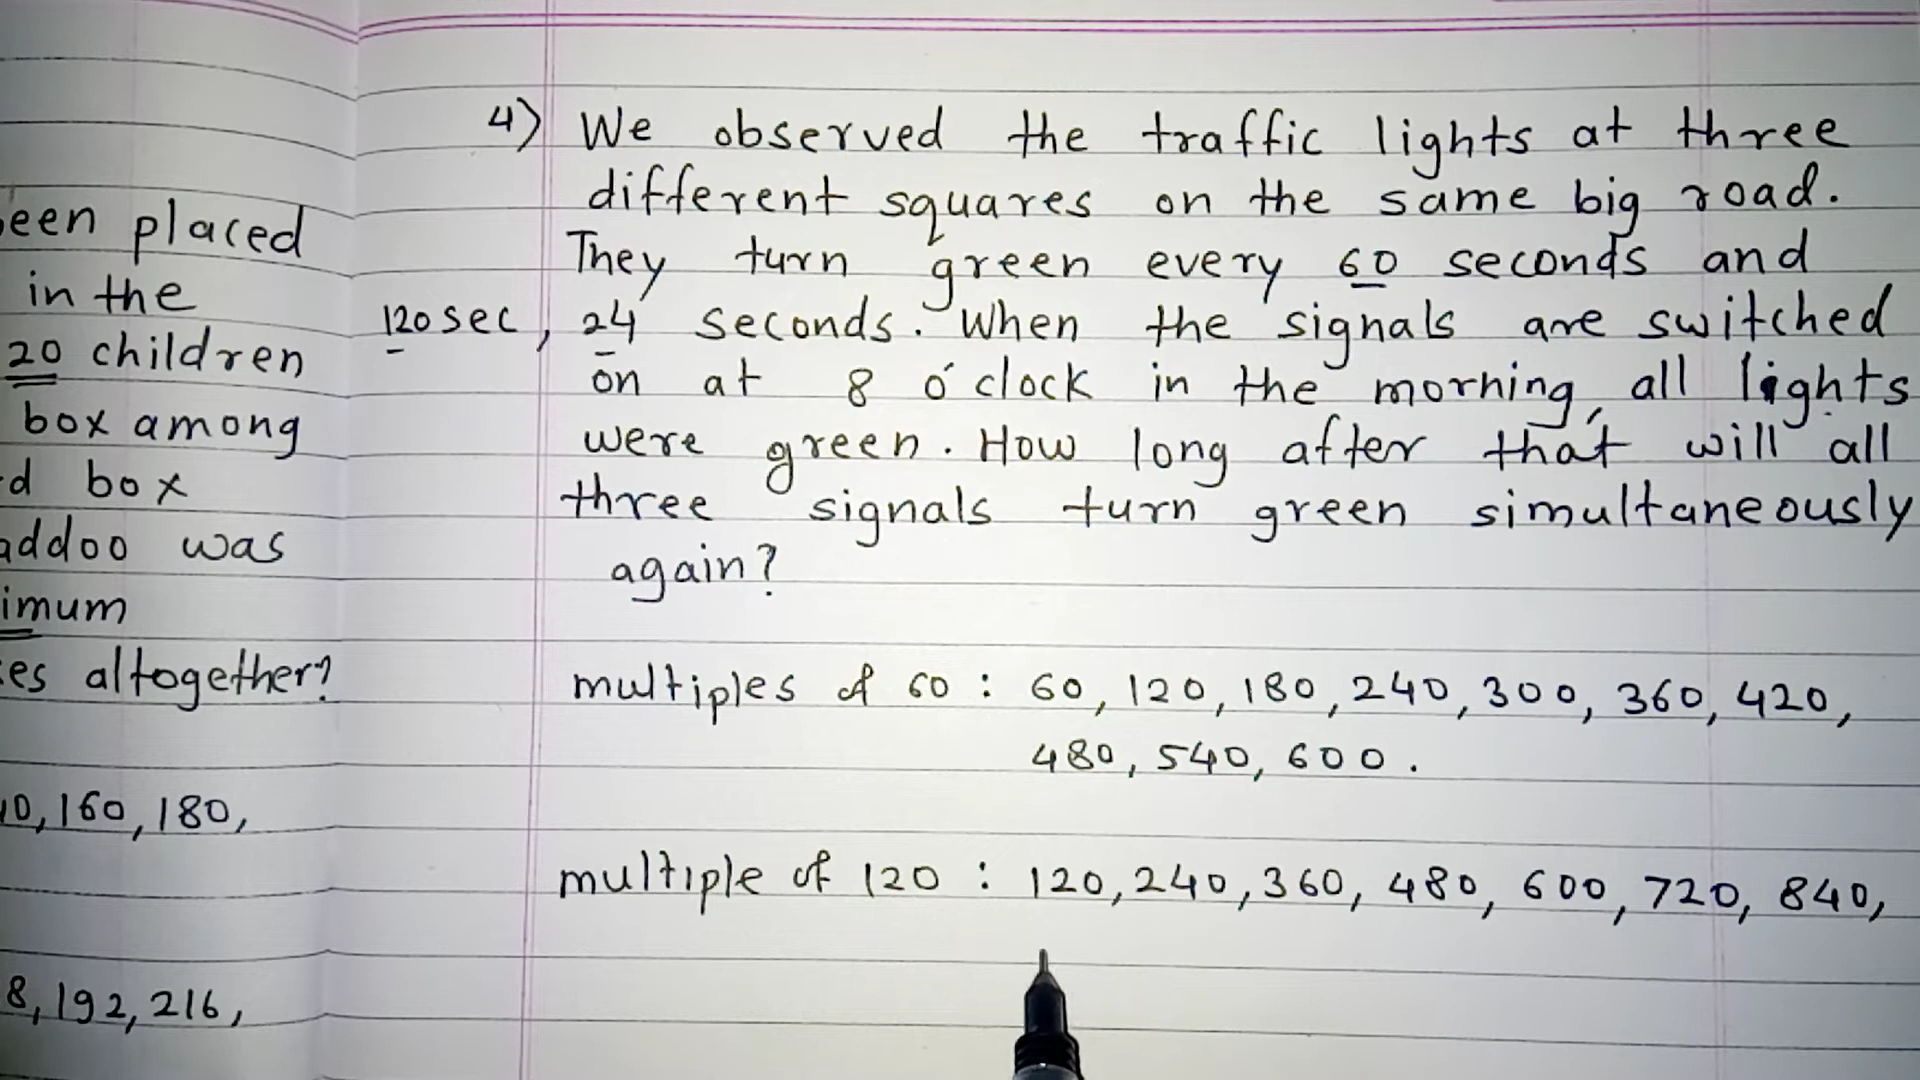 een placed
in the
20 children
box among
d box
addoo was
imum
es altogether?
0, 160, 180,
8, 192, 216,
4) We observed the traffic lights at three
different squares on the same big road.
They turn green every 60 seconds and
120 sec, 24 seconds. When the signals are switched
on at 8 o'clock in the morning, all lights
were green. How long after that will all
three signals turn green simultaneously
again?
multiples of 60 : 60, 120, 180, 240, 300, 360, 420,
480, 540, 600.
multiple of 120 : 120, 240, 360, 480, 600, 720, 840,